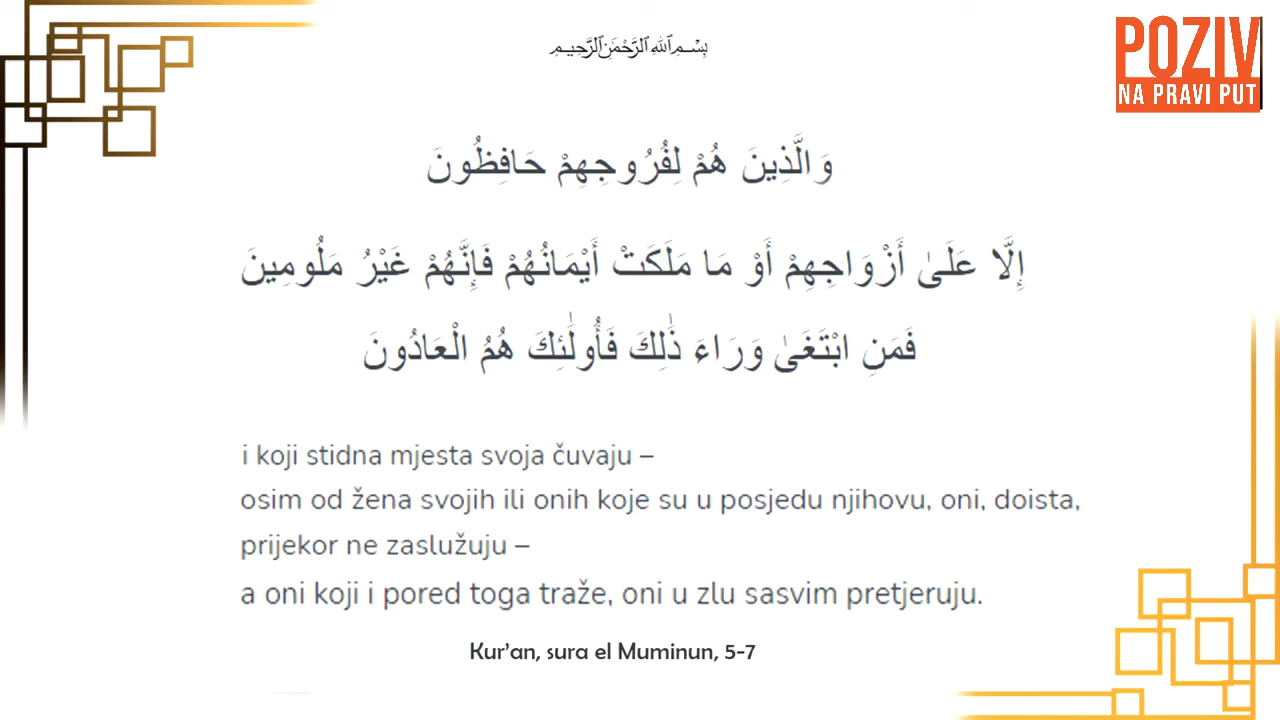 بِسْمِ ٱللَّهِ ٱلرَّحْمَٰنِ ٱلرَّحِيمِ
POZIV
NA PRAVI PUT
وَالَّذِينَ هُمْ لِفُرُوجِهِمْ حَافِظُونَ
إِلَّا عَلَىٰ أَزْوَاجِهِمْ أَوْ مَا مَلَكَتْ أَيْمَانُهُمْ فَإِنَّهُمْ غَيْرُ مَلُومِينَ
فَمَنِ ابْتَغَىٰ وَرَاءَ ذَٰلِكَ فَأُولَٰئِكَ هُمُ الْعَادُونَ
i koji stidna mjesta svoja čuvaju –
osim od žena svojih ili onih koje su u posjedu njihovu, oni, doista,
prijekor ne zaslužuju –
a oni koji i pored toga traže, oni u zlu sasvim pretjeruju.
Kur’an, sura el Muminun, 5-7